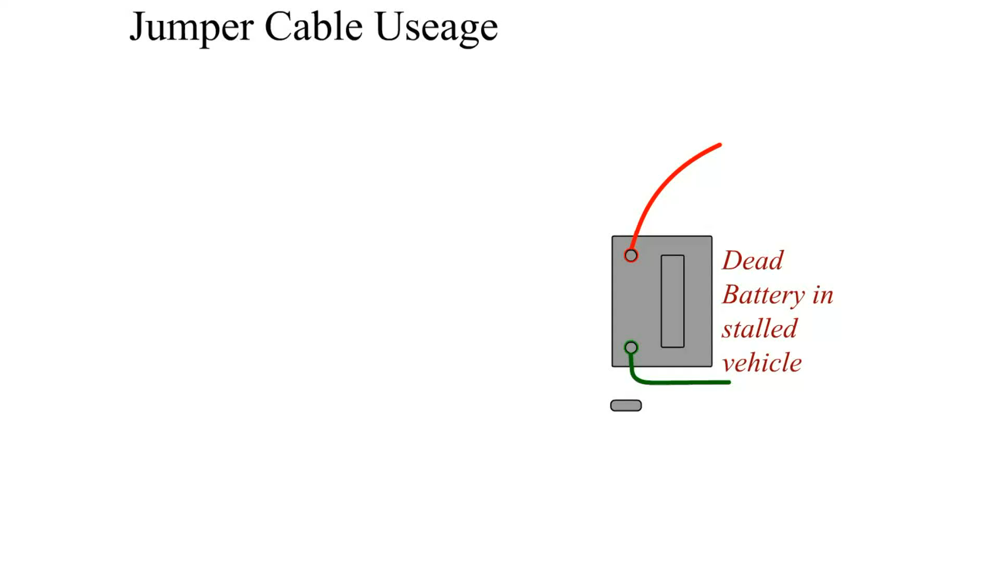 Jumper Cable Useage
Dead
Battery in
stalled
vehicle